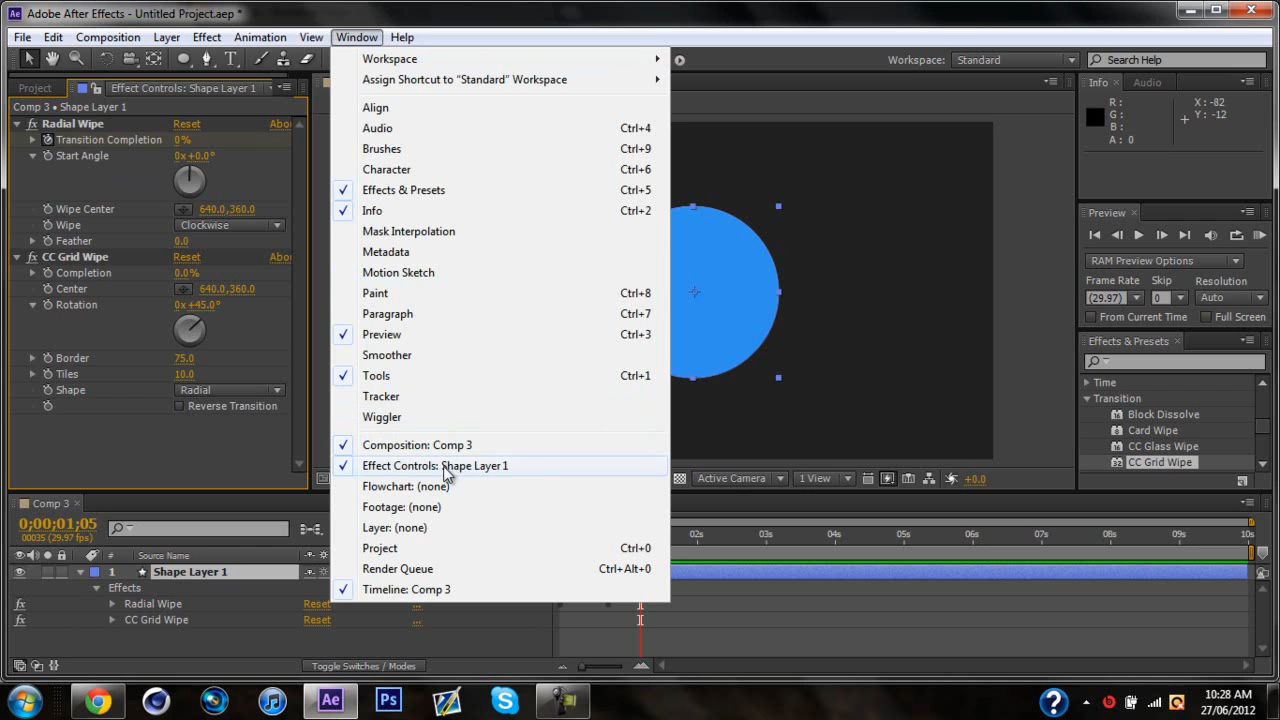 Ae Adobe After Effects - Untitled Project.aep *
File Edit Composition Layer Effect Animation View Window Help
Workspace: Standard
Search Help
Project
Effect Controls: Shape Layer 1
Comp 3 • Shape Layer 1
Radial Wipe Reset Abo
Transition Completion 0%
Start Angle 0x +0.0°
Wipe Center 640.0,360.0
Wipe Clockwise
Feather 0.0
CC Grid Wipe Reset Abo
Completion 0.0%
Center 640.0,360.0
Rotation 0x +45.0°
Border 75.0
Tiles 10.0
Shape Radial
Reverse Transition
Workspace
Assign Shortcut to “Standard” Workspace
Align
Audio Ctrl+4
Brushes Ctrl+9
Character Ctrl+6
Effects & Presets Ctrl+5
Info Ctrl+2
Mask Interpolation
Metadata
Motion Sketch
Paint Ctrl+8
Paragraph Ctrl+7
Preview Ctrl+3
Smoother
Tools Ctrl+1
Tracker
Wiggler
Composition: Comp 3
Effect Controls: Shape Layer 1
Flowchart: (none)
Footage: (none)
Layer: (none)
Project Ctrl+0
Render Queue Ctrl+Alt+0
Timeline: Comp 3
Info Audio
R : X : -82
G : Y : -12
B :
A : 0
Preview
RAM Preview Options
Frame Rate Skip Resolution
(29.97) 0 Auto
From Current Time Full Screen
Effects & Presets
Time
Transition
Block Dissolve
Card Wipe
CC Glass Wipe
32 CC Grid Wipe
Active Camera 1 View +0.0
Comp 3
0;00;01;05
00035 (29.97 fps)
# Source Name
02s 03s 04s 05s 06s 07s 08s 09s 10s
1 Shape Layer 1
Effects
fx Radial Wipe Reset ...
fx CC Grid Wipe Reset ...
Toggle Switches / Modes
Ae Ps
10:28 AM
27/06/2012